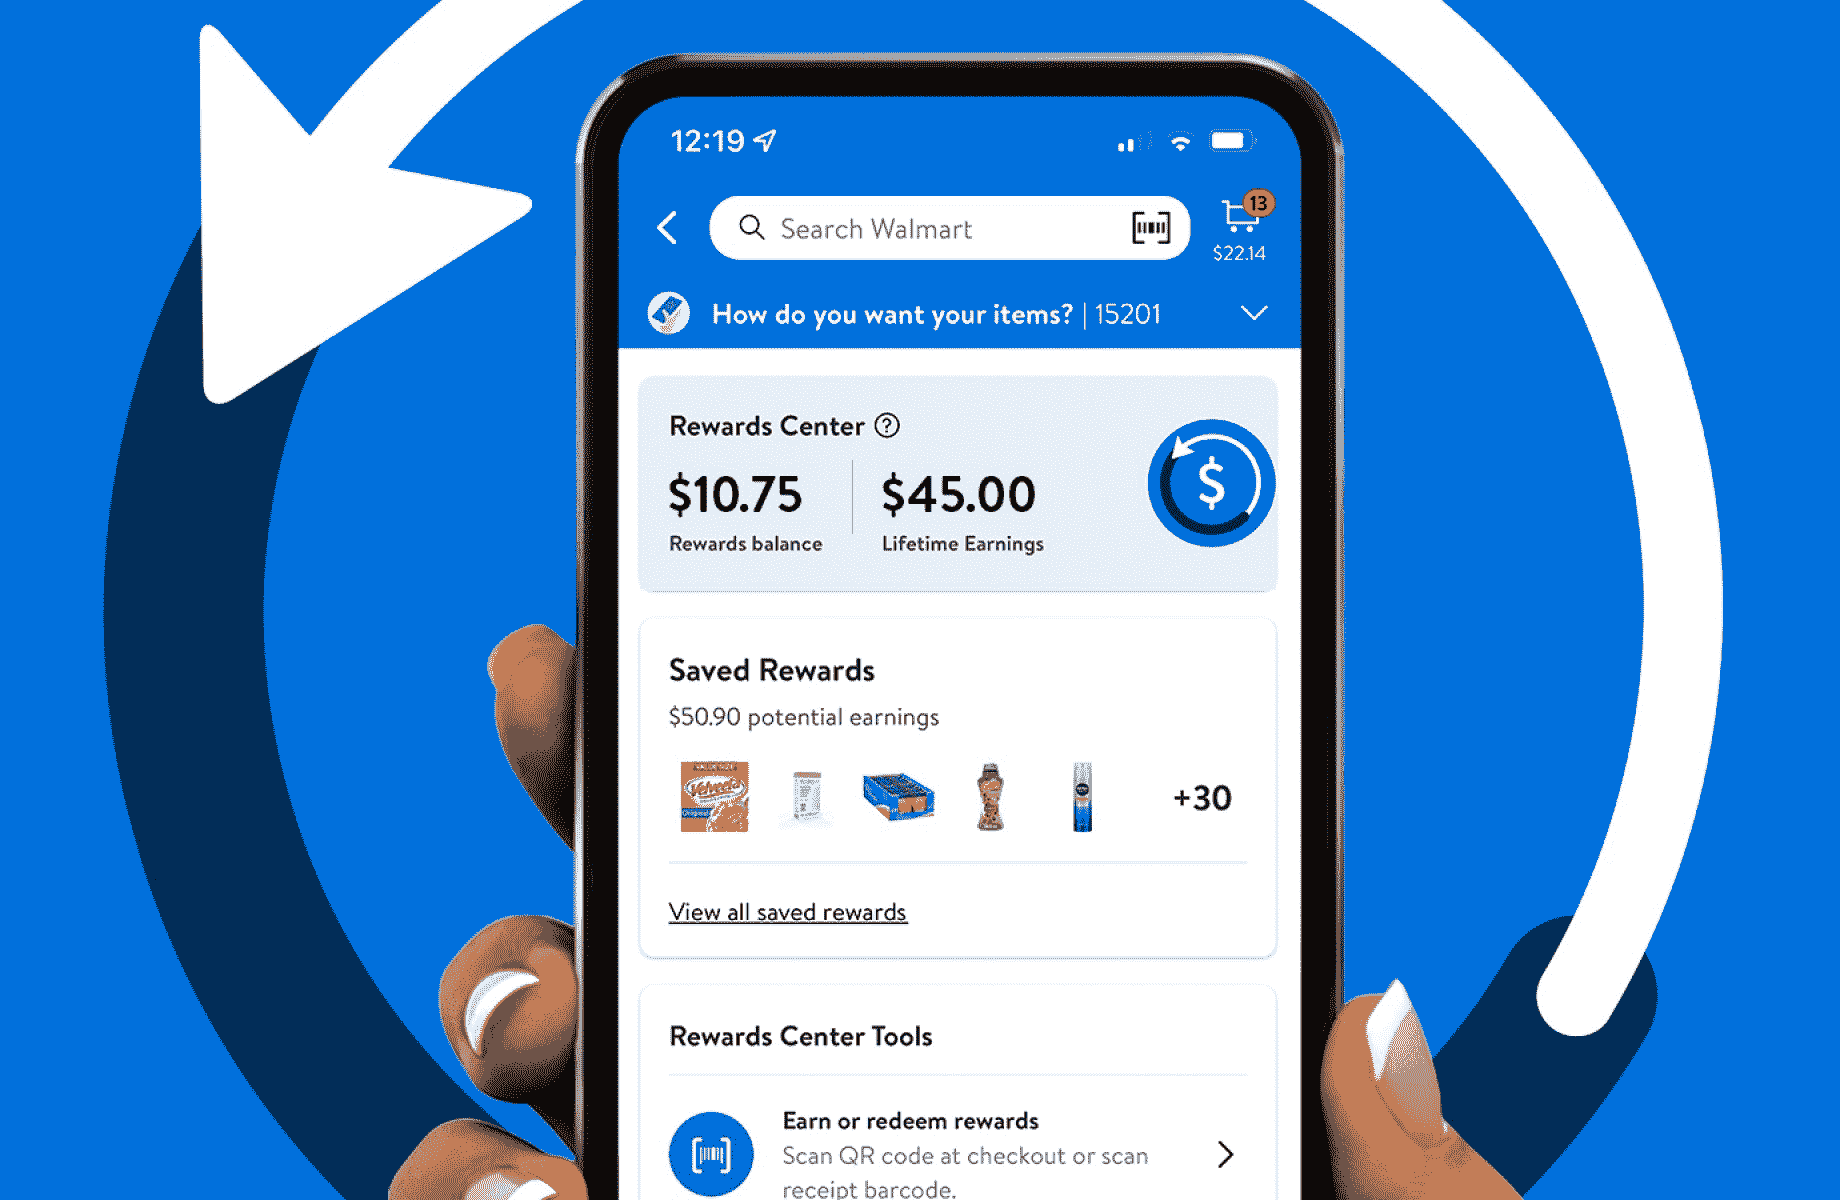 12:19
Search Walmart
13
$22.14
How do you want your items? | 15201
Rewards Center ?
$10.75
$45.00
Rewards balance
Lifetime Earnings
$
Saved Rewards
$50.90 potential earnings
Velveeta
Original
+30
View all saved rewards
Rewards Center Tools
Earn or redeem rewards
Scan QR code at checkout or scan
receipt barcode.